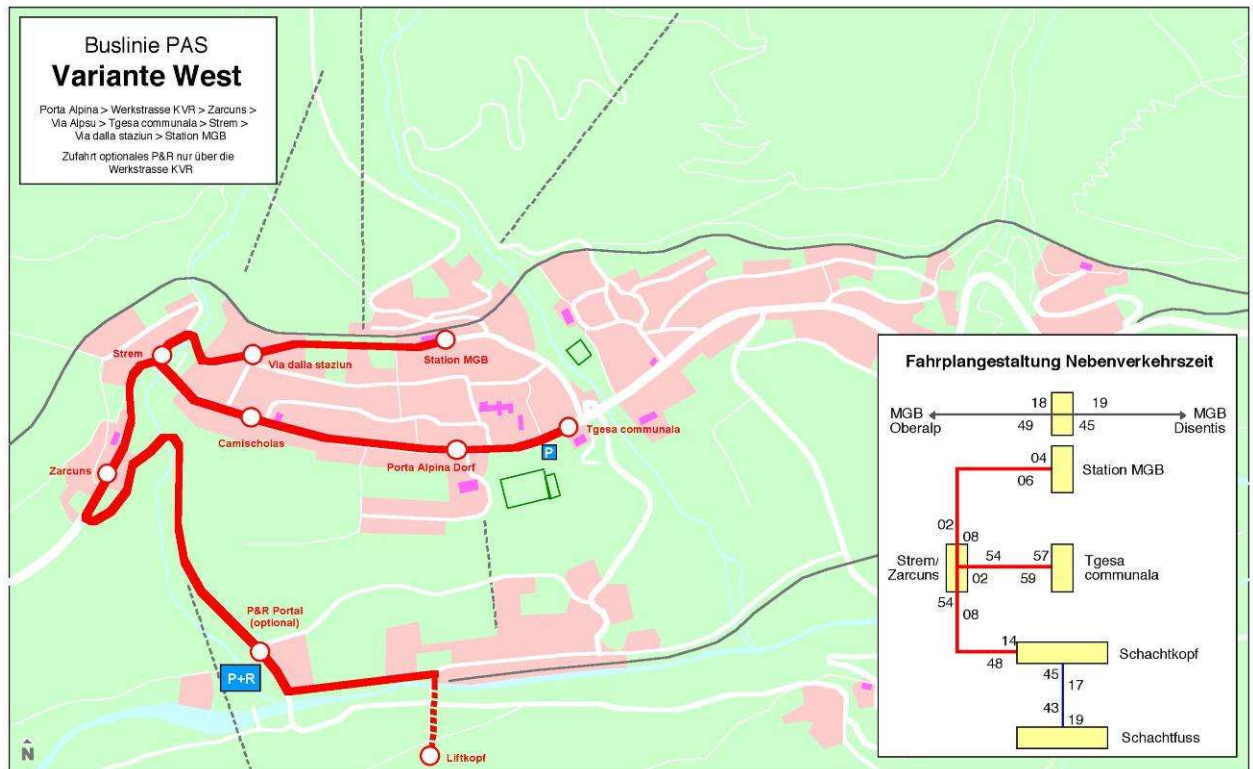 Buslinie PAS
Variante West
Porta Alpina > Werkstrasse KVR > Zarcuns >
Via Alpsu > Tgesa communala > Strem >
Via dalla staziun > Station MGB
Zufahrt optionales P&R nur über die
Werkstrasse KVR
Strem
Via dalla staziun
Station MGB
Camischolas
Tgesa communala
Porta Alpina Dorf
P
Zarcuns
P&R Portal
(optional)
P+R
Liftkopf
N
Fahrplangestaltung Nebenverkehrszeit
MGB
Oberalp
18
19
49
45
MGB
Disentis
04
06
Station MGB
02
08
Strem/
Zarcuns
54
57
02
59
Tgesa
communala
54
08
14
48
Schachtkopf
45
17
43
19
Schachtfuss